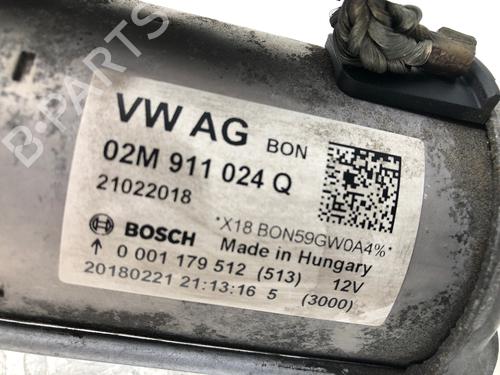 B-PARTS
VW AG BON
02M 911 024 Q
21022018
*X18 BON59GW0A4%*
BOSCH Made in Hungary
0 001 179 512 (513) 12V
20180221 21:13:16 5 (3000)